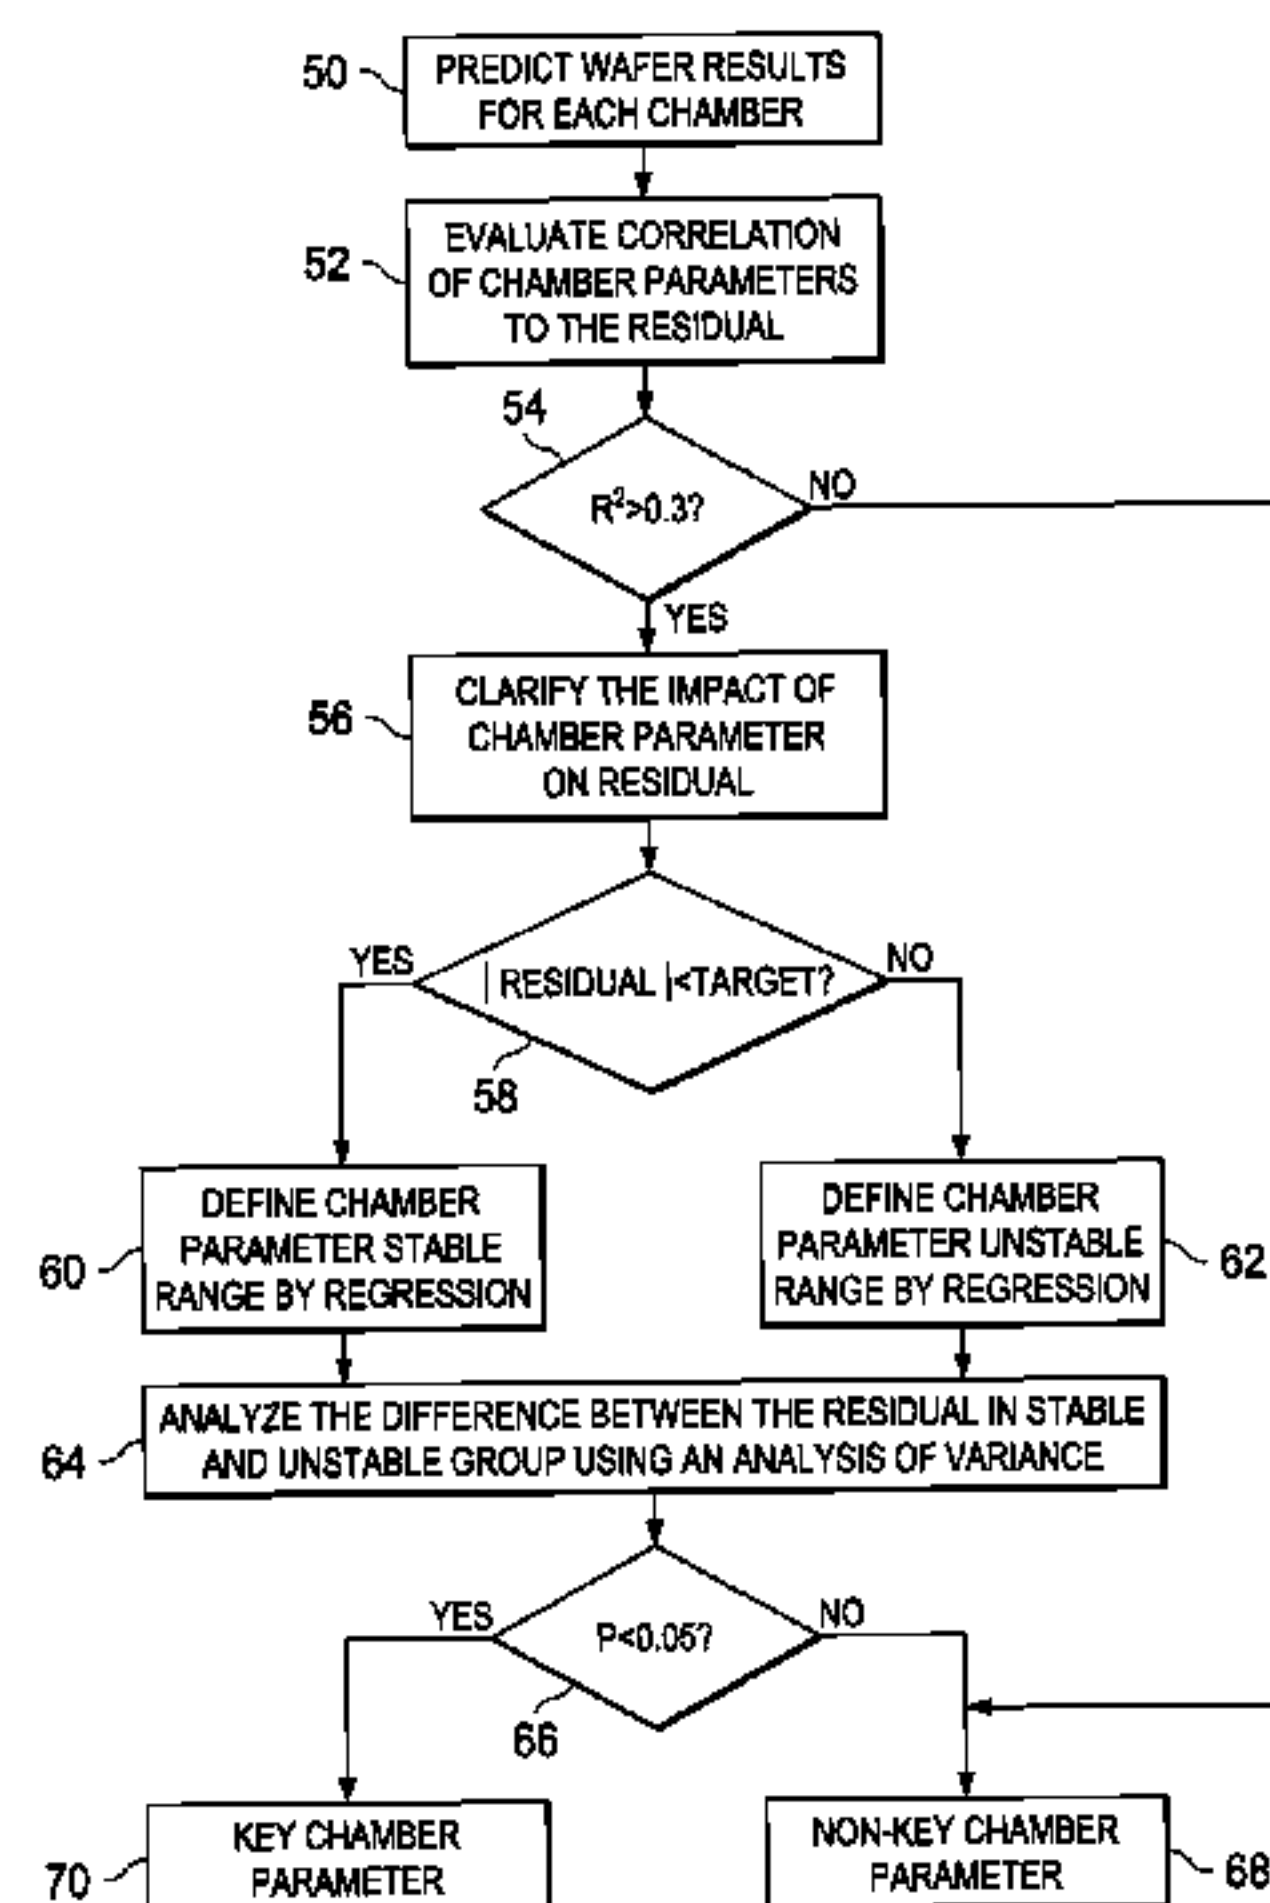 50
PREDICT WAFER RESULTS
FOR EACH CHAMBER
52
EVALUATE CORRELATION
OF CHAMBER PARAMETERS
TO THE RESIDUAL
54
R²>0.3?
NO
YES
56
CLARIFY THE IMPACT OF
CHAMBER PARAMETER
ON RESIDUAL
YES
| RESIDUAL |<TARGET?
NO
58
60
DEFINE CHAMBER
PARAMETER STABLE
RANGE BY REGRESSION
DEFINE CHAMBER
PARAMETER UNSTABLE
RANGE BY REGRESSION
62
64
ANALYZE THE DIFFERENCE BETWEEN THE RESIDUAL IN STABLE
AND UNSTABLE GROUP USING AN ANALYSIS OF VARIANCE
YES
P<0.05?
NO
66
70
KEY CHAMBER
PARAMETER
NON-KEY CHAMBER
PARAMETER
68